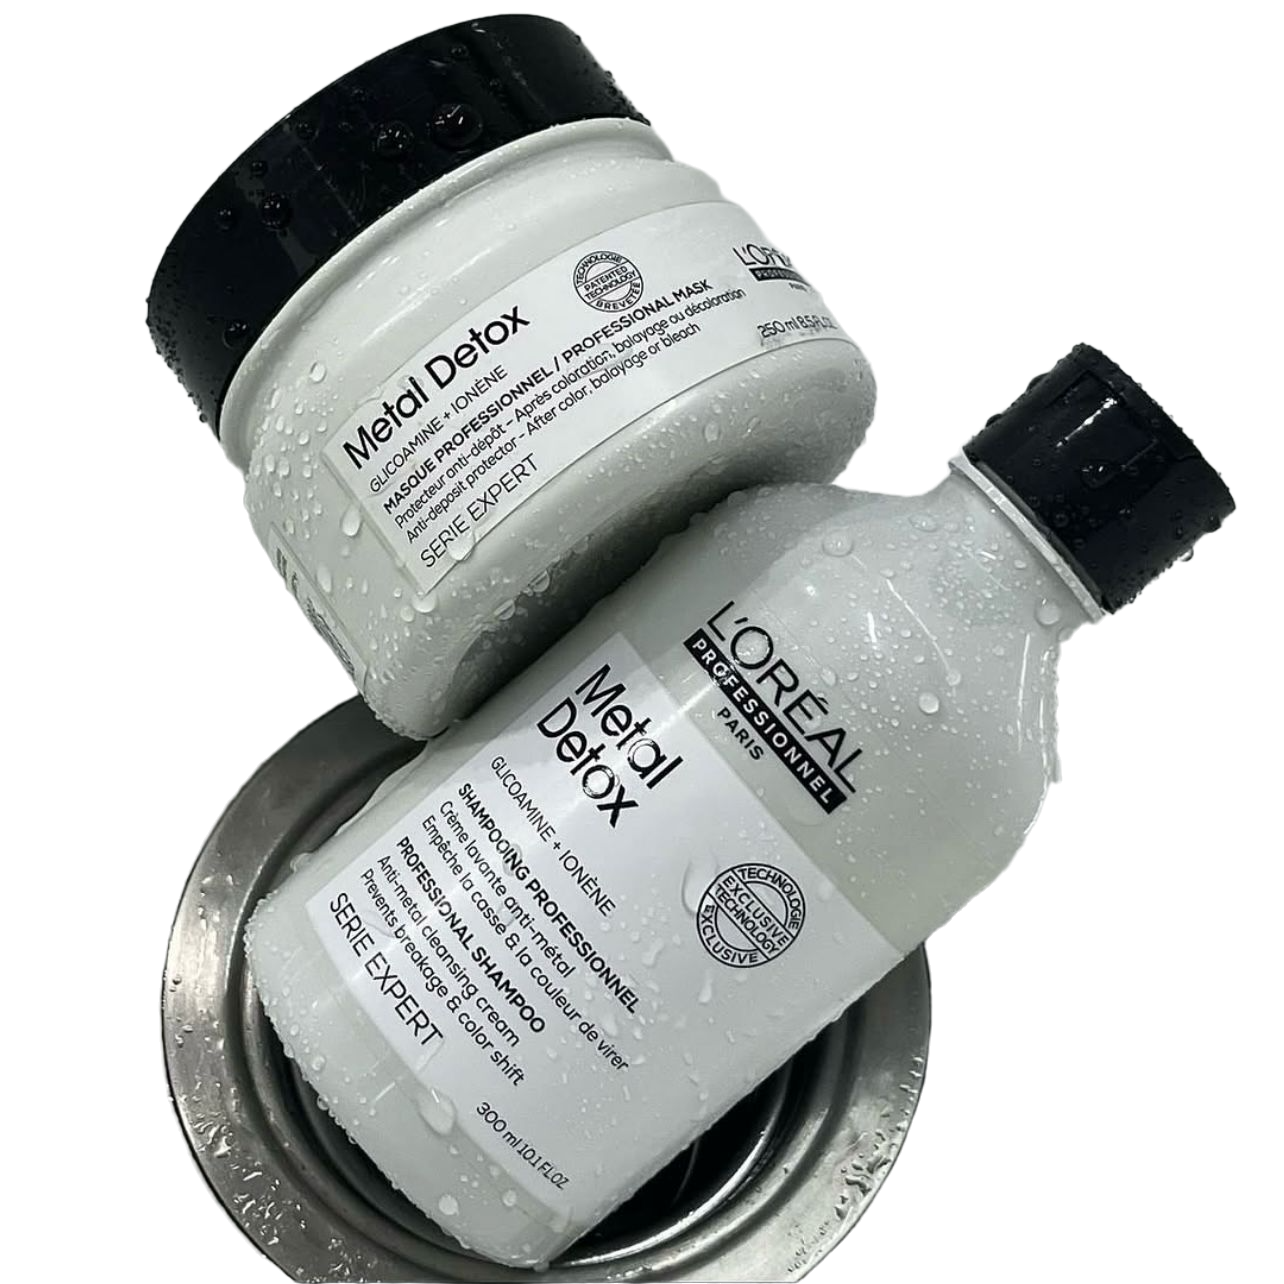 Metal Detox
GLICOAMINE + IONÈNE
MASQUE PROFESSIONNEL / PROFESSIONAL MASK
Protecteur anti-dépôt - Après coloration, balayage ou décoloration
Anti-deposit protector - After color, balayage or bleach
SERIE EXPERT
TECHNOLOGIE
PATENTED
TECHNOLOGY
BREVETÉE
L'ORÉAL
PROFESSIONNEL
PARIS
250 ml 8.5 FL.OZ
L'ORÉAL
PROFESSIONNEL
PARIS
Metal
Detox
GLICOAMINE + IONÈNE
SHAMPOOING PROFESSIONNEL
Crème lavante anti-métal
Empêche la casse & la couleur de virer
PROFESSIONAL SHAMPOO
Anti-metal cleansing cream
Prevents breakage & color shift
SERIE EXPERT
TECHNOLOGIE
EXCLUSIVE
TECHNOLOGY
EXCLUSIVE
300 ml 10.1 FL.OZ